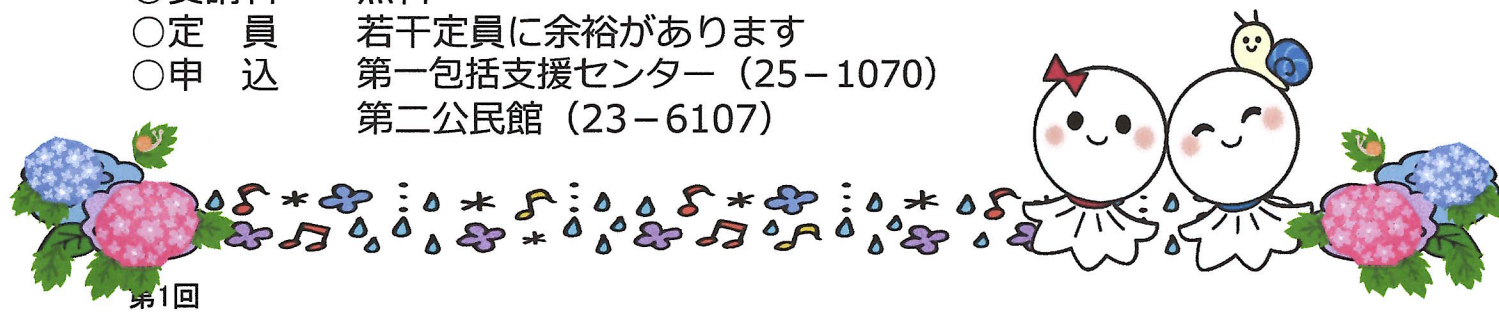 ○定　員　　若干定員に余裕があります
○申　込　　第一包括支援センター（25－1070）
第二公民館（23－6107）
第1回